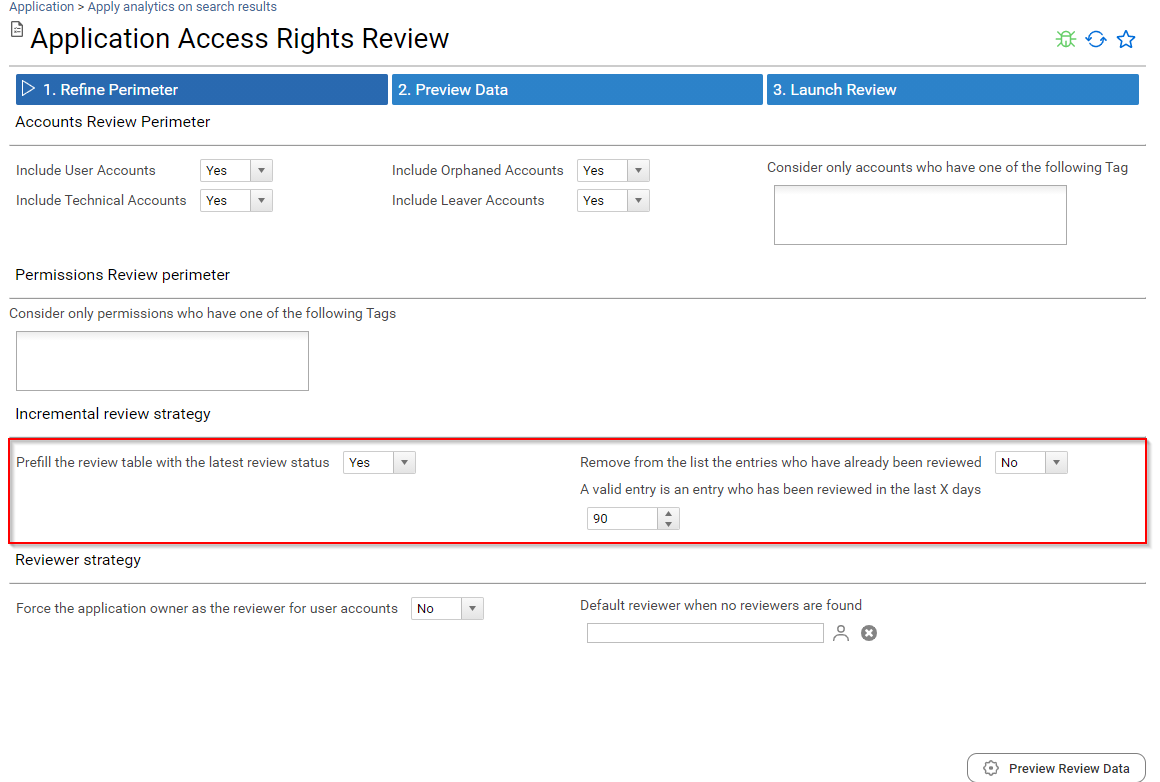 Application > Apply analytics on search results
Application Access Rights Review
1. Refine Perimeter
2. Preview Data
3. Launch Review
Accounts Review Perimeter
Include User Accounts Yes
Include Orphaned Accounts Yes
Consider only accounts who have one of the following Tag
Include Technical Accounts Yes
Include Leaver Accounts Yes
Permissions Review perimeter
Consider only permissions who have one of the following Tags
Incremental review strategy
Prefill the review table with the latest review status Yes
Remove from the list the entries who have already been reviewed No
A valid entry is an entry who has been reviewed in the last X days
90
Reviewer strategy
Force the application owner as the reviewer for user accounts No
Default reviewer when no reviewers are found
Preview Review Data